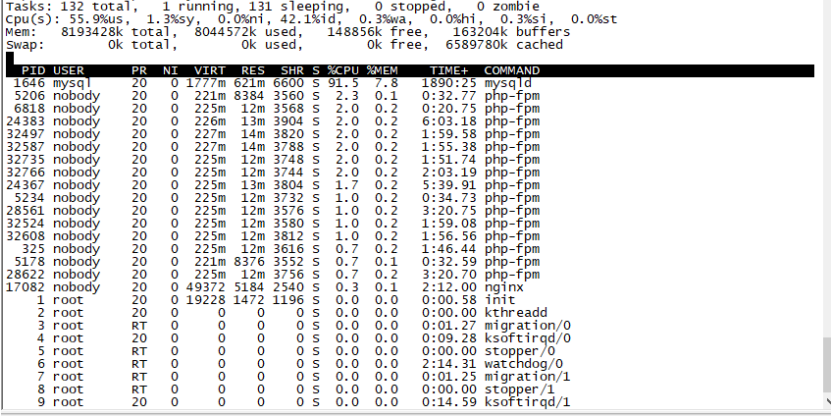 Tasks: 132 total,   1 running, 131 sleeping,   0 stopped,   0 zombie
Cpu(s): 55.9%us,  1.3%sy,  0.0%ni, 42.1%id,  0.3%wa,  0.0%hi,  0.3%si,  0.0%st
Mem:   8193428k total,  8044572k used,   148856k free,   163204k buffers
Swap:        0k total,        0k used,        0k free,  6589780k cached
PID USER      PR  NI  VIRT  RES  SHR S %CPU %MEM    TIME+  COMMAND
1646 mysql     20   0 1777m 621m 6600 S 91.5  7.8   1890:25 mysqld
5206 nobody    20   0  221m 8384 3560 S  2.3  0.1   0:32.77 php-fpm
6818 nobody    20   0  225m  12m 3568 S  2.0  0.2   0:20.75 php-fpm
24383 nobody    20   0  226m  13m 3904 S  2.0  0.2   6:03.18 php-fpm
32497 nobody    20   0  227m  14m 3820 S  2.0  0.2   1:59.58 php-fpm
32587 nobody    20   0  227m  14m 3788 S  2.0  0.2   1:55.38 php-fpm
32735 nobody    20   0  225m  12m 3748 S  2.0  0.2   1:51.74 php-fpm
32766 nobody    20   0  225m  12m 3744 S  2.0  0.2   2:03.19 php-fpm
24367 nobody    20   0  225m  13m 3804 S  1.7  0.2   5:39.91 php-fpm
5234 nobody    20   0  225m  12m 3732 S  1.0  0.2   0:34.73 php-fpm
28561 nobody    20   0  225m  12m 3576 S  1.0  0.2   3:20.75 php-fpm
32524 nobody    20   0  225m  12m 3580 S  1.0  0.2   1:59.08 php-fpm
32608 nobody    20   0  225m  12m 3812 S  1.0  0.2   1:56.56 php-fpm
325 nobody    20   0  225m  12m 3616 S  0.7  0.2   1:46.44 php-fpm
5178 nobody    20   0  221m 8376 3552 S  0.7  0.1   0:32.59 php-fpm
28622 nobody    20   0  225m  12m 3756 S  0.7  0.2   3:20.70 php-fpm
17082 nobody    20   0 49372 5184 2540 S  0.3  0.1   2:12.00 nginx
1 root      20   0 19228 1472 1196 S  0.0  0.0   0:00.58 init
2 root      20   0     0    0    0 S  0.0  0.0   0:00.00 kthreadd
3 root      RT   0     0    0    0 S  0.0  0.0   0:01.27 migration/0
4 root      20   0     0    0    0 S  0.0  0.0   0:09.28 ksoftirqd/0
5 root      RT   0     0    0    0 S  0.0  0.0   0:00.00 stopper/0
6 root      RT   0     0    0    0 S  0.0  0.0   2:14.31 watchdog/0
7 root      RT   0     0    0    0 S  0.0  0.0   0:01.25 migration/1
8 root      RT   0     0    0    0 S  0.0  0.0   0:00.00 stopper/1
9 root      20   0     0    0    0 S  0.0  0.0   0:14.59 ksoftirqd/1